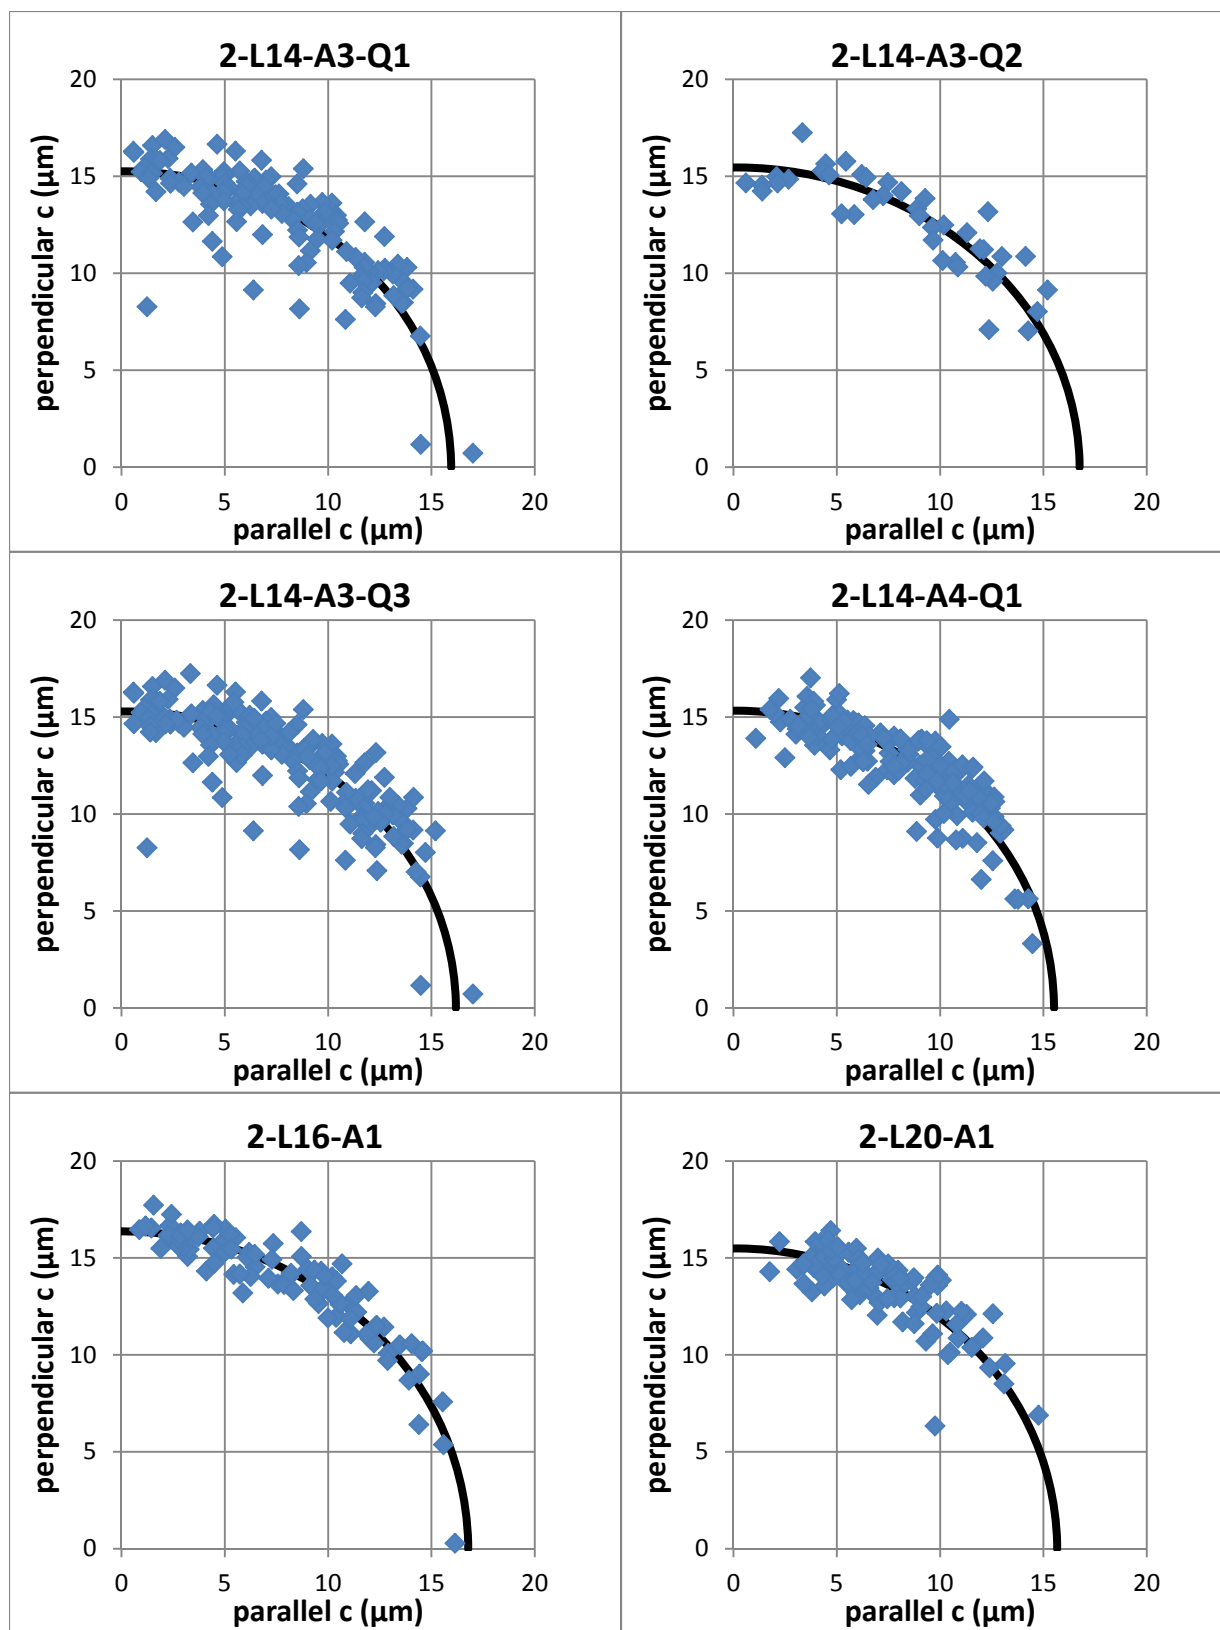 2-L14-A3-Q1
20
15
10
5
0
0 5 10 15 20
perpendicular c (µm)
parallel c (µm)
2-L14-A3-Q2
20
15
10
5
0
0 5 10 15 20
perpendicular c (µm)
parallel c (µm)
2-L14-A3-Q3
20
15
10
5
0
0 5 10 15 20
perpendicular c (µm)
parallel c (µm)
2-L14-A4-Q1
20
15
10
5
0
0 5 10 15 20
perpendicular c (µm)
parallel c (µm)
2-L16-A1
20
15
10
5
0
0 5 10 15 20
perpendicular c (µm)
parallel c (µm)
2-L20-A1
20
15
10
5
0
0 5 10 15 20
perpendicular c (µm)
parallel c (µm)